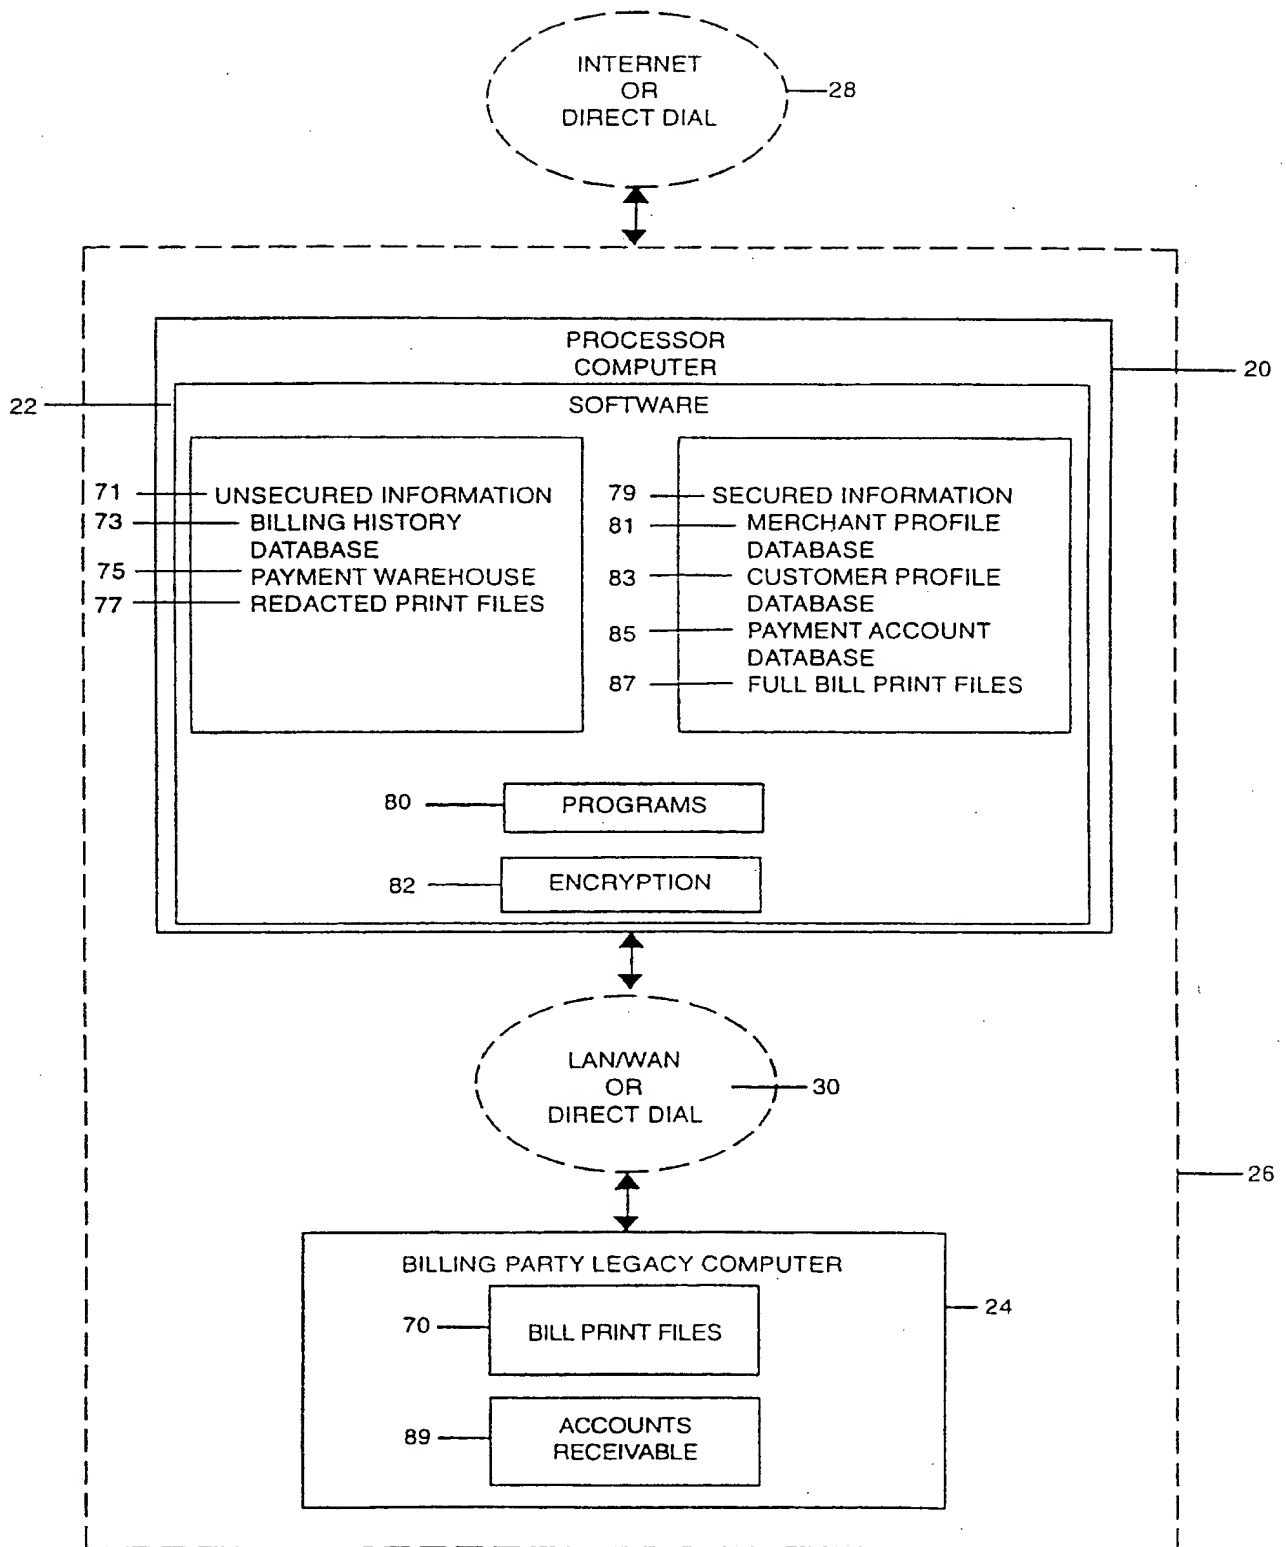 INTERNET
OR
DIRECT DIAL
28
PROCESSOR
COMPUTER
20
22
SOFTWARE
71 UNSECURED INFORMATION
73 BILLING HISTORY
DATABASE
75 PAYMENT WAREHOUSE
77 REDACTED PRINT FILES
79 SECURED INFORMATION
81 MERCHANT PROFILE
DATABASE
83 CUSTOMER PROFILE
DATABASE
85 PAYMENT ACCOUNT
DATABASE
87 FULL BILL PRINT FILES
80 PROGRAMS
82 ENCRYPTION
LAN/WAN
OR
DIRECT DIAL
30
26
BILLING PARTY LEGACY COMPUTER
24
70 BILL PRINT FILES
89 ACCOUNTS
RECEIVABLE